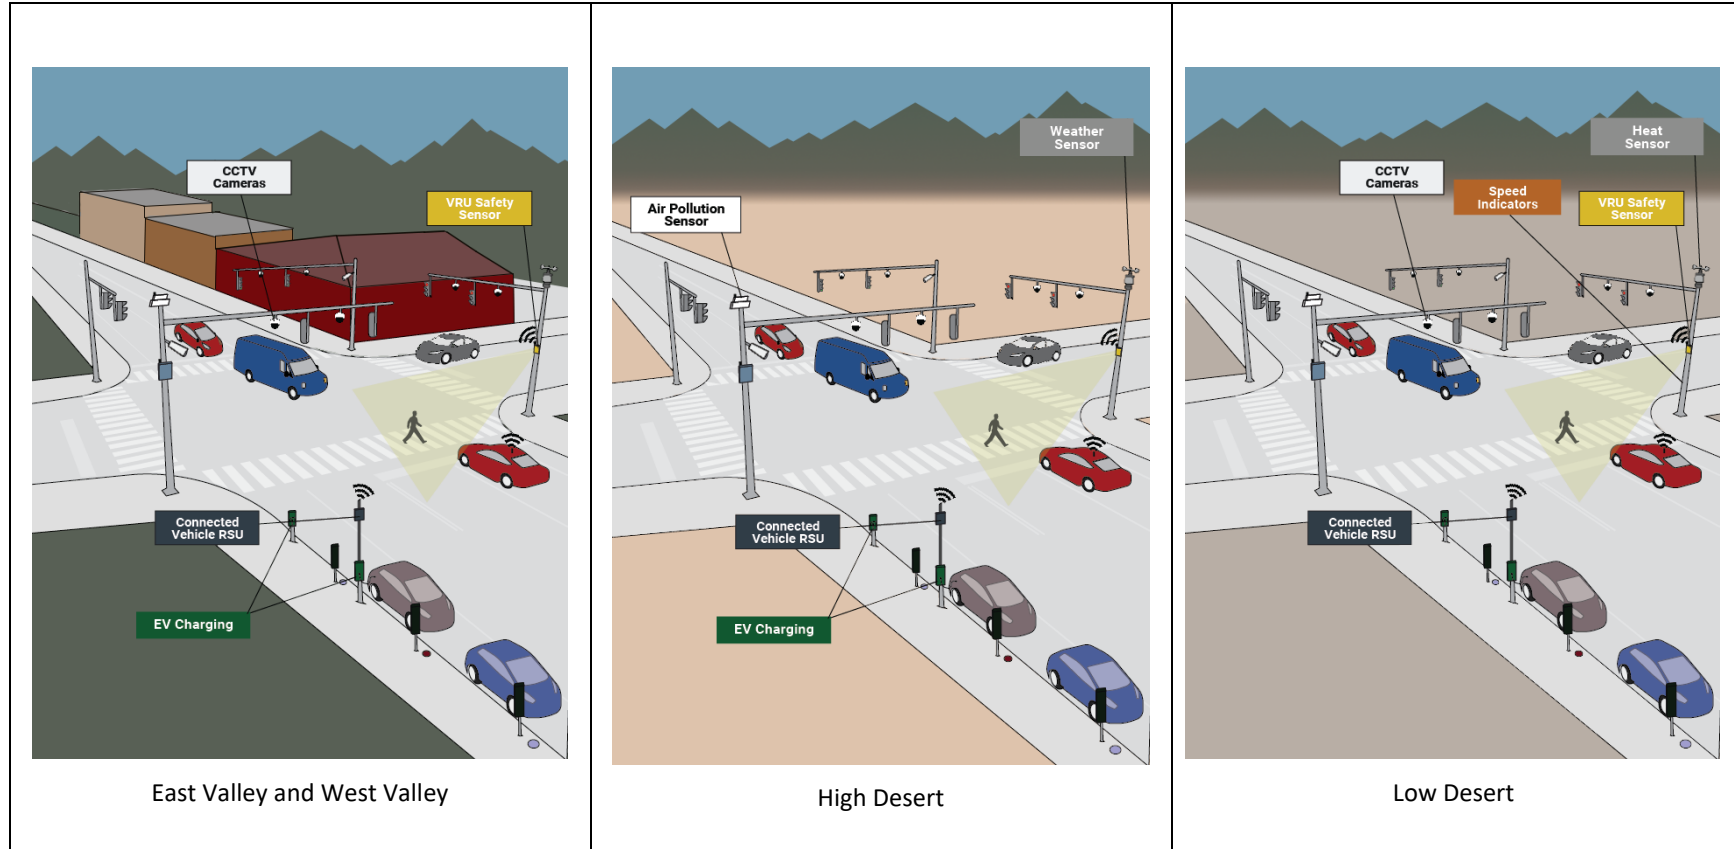 CCTV
Cameras
VRU Safety
Sensor
Connected
Vehicle RSU
EV Charging
East Valley and West Valley
Weather
Sensor
Air Pollution
Sensor
Connected
Vehicle RSU
EV Charging
High Desert
Heat
Sensor
CCTV
Cameras
Speed
Indicators
VRU Safety
Sensor
Connected
Vehicle RSU
Low Desert